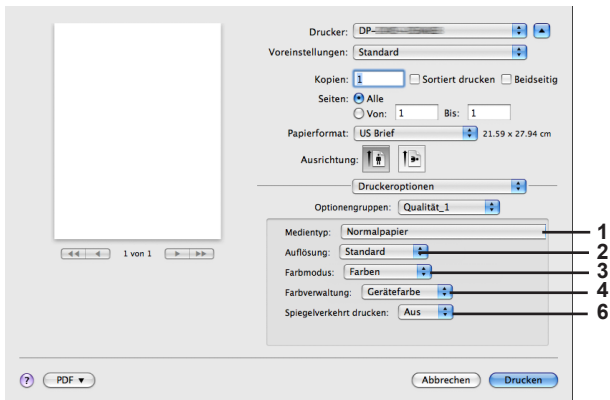 Drucker: DP-
Voreinstellungen: Standard
Kopien: 1 Sortiert drucken Beidseitig
Seiten: Alle
Von: 1 Bis: 1
Papierformat: US Brief 21.59 x 27.94 cm
Ausrichtung:
Druckeroptionen
Optionengruppen: Qualität_1
Medientyp: Normalpapier 1
Auflösung: Standard 2
Farbmodus: Farben 3
Farbverwaltung: Gerätefarbe 4
Spiegelverkehrt drucken: Aus 6
1 von 1
? PDF ▼ Abbrechen Drucken